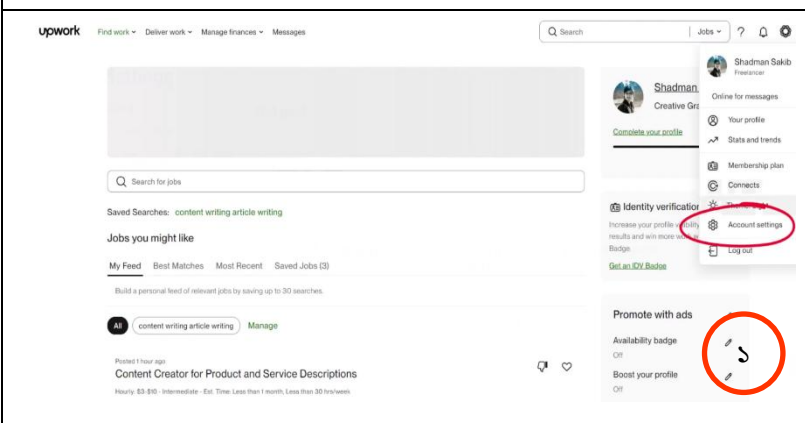 upwork Find work Deliver work Manage finances Messages Search Jobs ?
Shadman Sakib
Freelancer
Online for messages
Your profile
Stats and trends
Membership plan
Connects
Account settings
Log out
Shadman
Creative Gra
Complete your profile
Search for jobs
Saved Searches: content writing article writing
Jobs you might like
My Feed Best Matches Most Recent Saved Jobs (3)
Build a personal feed of relevant jobs by saving up to 30 searches.
All content writing article writing Manage
Posted 1 hour ago
Content Creator for Product and Service Descriptions
Hourly: $3-$10 - Intermediate - Est. Time: Less than 1 month, Less than 30 hrs/week
Identity verification
Increase your profile visibility
results and win more work
Badge.
Get an IDV Badge
Promote with ads
Availability badge
Off
Boost your profile
Off
১